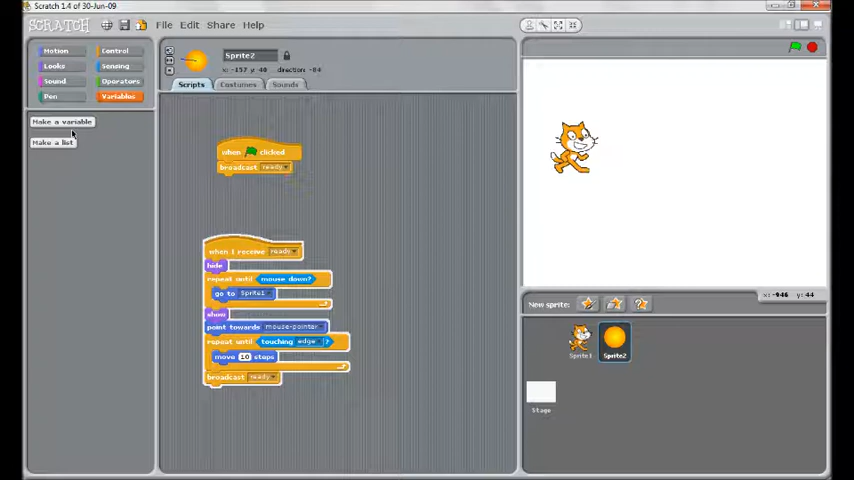 Scratch 1.4 of 30-Jun-09
SCRATCH File Edit Share Help
Motion Control
Looks Sensing
Sound Operators
Pen Variables
Make a variable
Make a list
Sprite2
x: -157 y: 40 direction: -84
Scripts Costumes Sounds
when clicked
broadcast ready
when I receive ready
hide
repeat until mouse down?
go to Sprite1
show
point towards mouse-pointer
repeat until touching edge ?
move 10 steps
broadcast ready
x: -946 y: 44
New sprite:
Sprite1 Sprite2
Stage